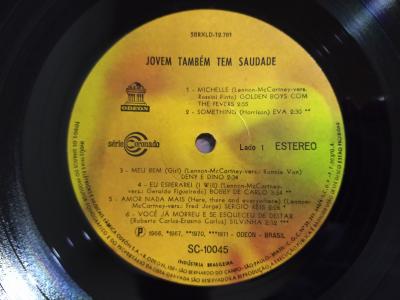 SBRXLD-12.781
JOVEM TAMBÉM TEM SAUDADE
ODEON
1 - MICHELLE (Lennon-McCartney-vers.
Rossini Pinto) GOLDEN BOYS COM
THE FEVERS 2:55
2 - SOMETHING (Harrison) EVA 2:30 **
série Coronado
Lado 1 ESTEREO
3 - MEU BEM (Girl) (Lennon-McCartney-vers.: Ronnie Von)
DENY E DINO 2:34
4 - EU ESPERAREI (I Will) (Lennon-McCartney-
vers.: Geraldo Figueiredo) BOBBY DE CARLO
5 - AMOR NADA MAIS (Here, there and everywhere) (Lennon-
McCartney-vers.: Fred Jorge) SERGIO REIS
6 - VOCÊ JÁ MORREU E SE ESQUECEU DE DEITAR
(Roberto Carlos-Erasmo Carlos) SILVINHA
℗ 1966, *1967, **1970, ***1971 - ODEON - BRASIL
SC-10045
INDÚSTRIA BRASILEIRA